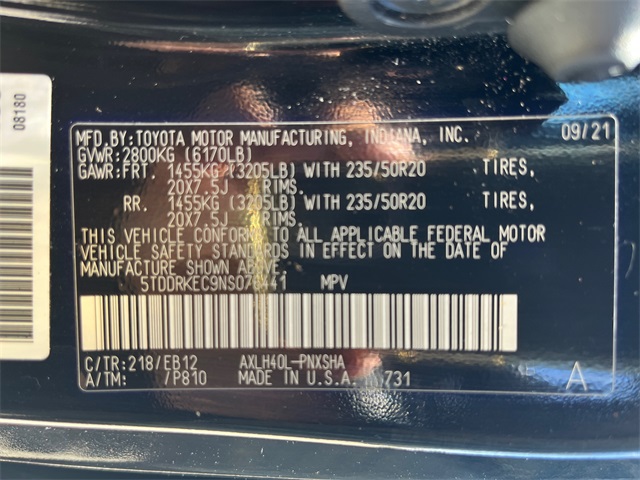 08180
MFD.BY:TOYOTA MOTOR MANUFACTURING, INDIANA, INC. 09/21
GVWR:2800KG (6170LB)
GAWR:FRT. 1455KG (3205LB) WITH 235/50R20 TIRES,
20X7.5J RIMS.
RR. 1455KG (3205LB) WITH 235/50R20 TIRES,
20X7.5J RIMS.
THIS VEHICLE CONFORMS TO ALL APPLICABLE FEDERAL MOTOR
VEHICLE SAFETY STANDARDS IN EFFECT ON THE DATE OF
MANUFACTURE SHOWN ABOVE.
MPV
C/TR:218/EB12 AXLH40L-PNXSHA
A/TM: /P810 MADE IN U.S.A. A